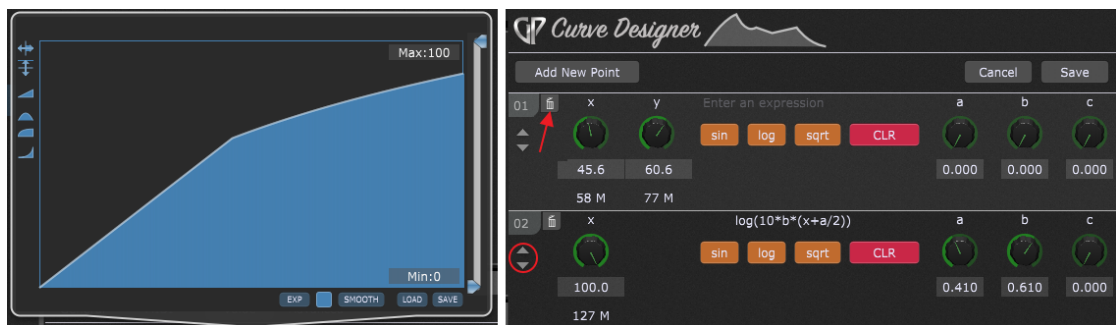 Max:100
Min:0
EXP SMOOTH LOAD SAVE
GP Curve Designer
Add New Point Cancel Save
01 x y Enter an expression a b c
sin log sqrt CLR
45.6 60.6 0.000 0.000 0.000
58 M 77 M
02 x log(10*b*(x+a/2)) a b c
sin log sqrt CLR
100.0 0.410 0.610 0.000
127 M